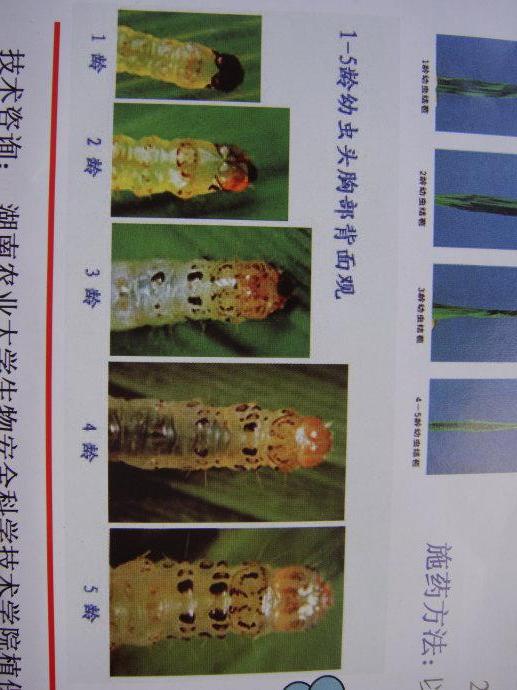 1龄幼虫结苞
2龄幼虫结苞
3龄幼虫结苞
4-5龄幼虫结苞
施药方法：以
1-5龄幼虫头胸部背面观
1龄
2龄
3龄
4龄
5龄
技术咨询：湖南农业大学生物安全科学技术学院植保